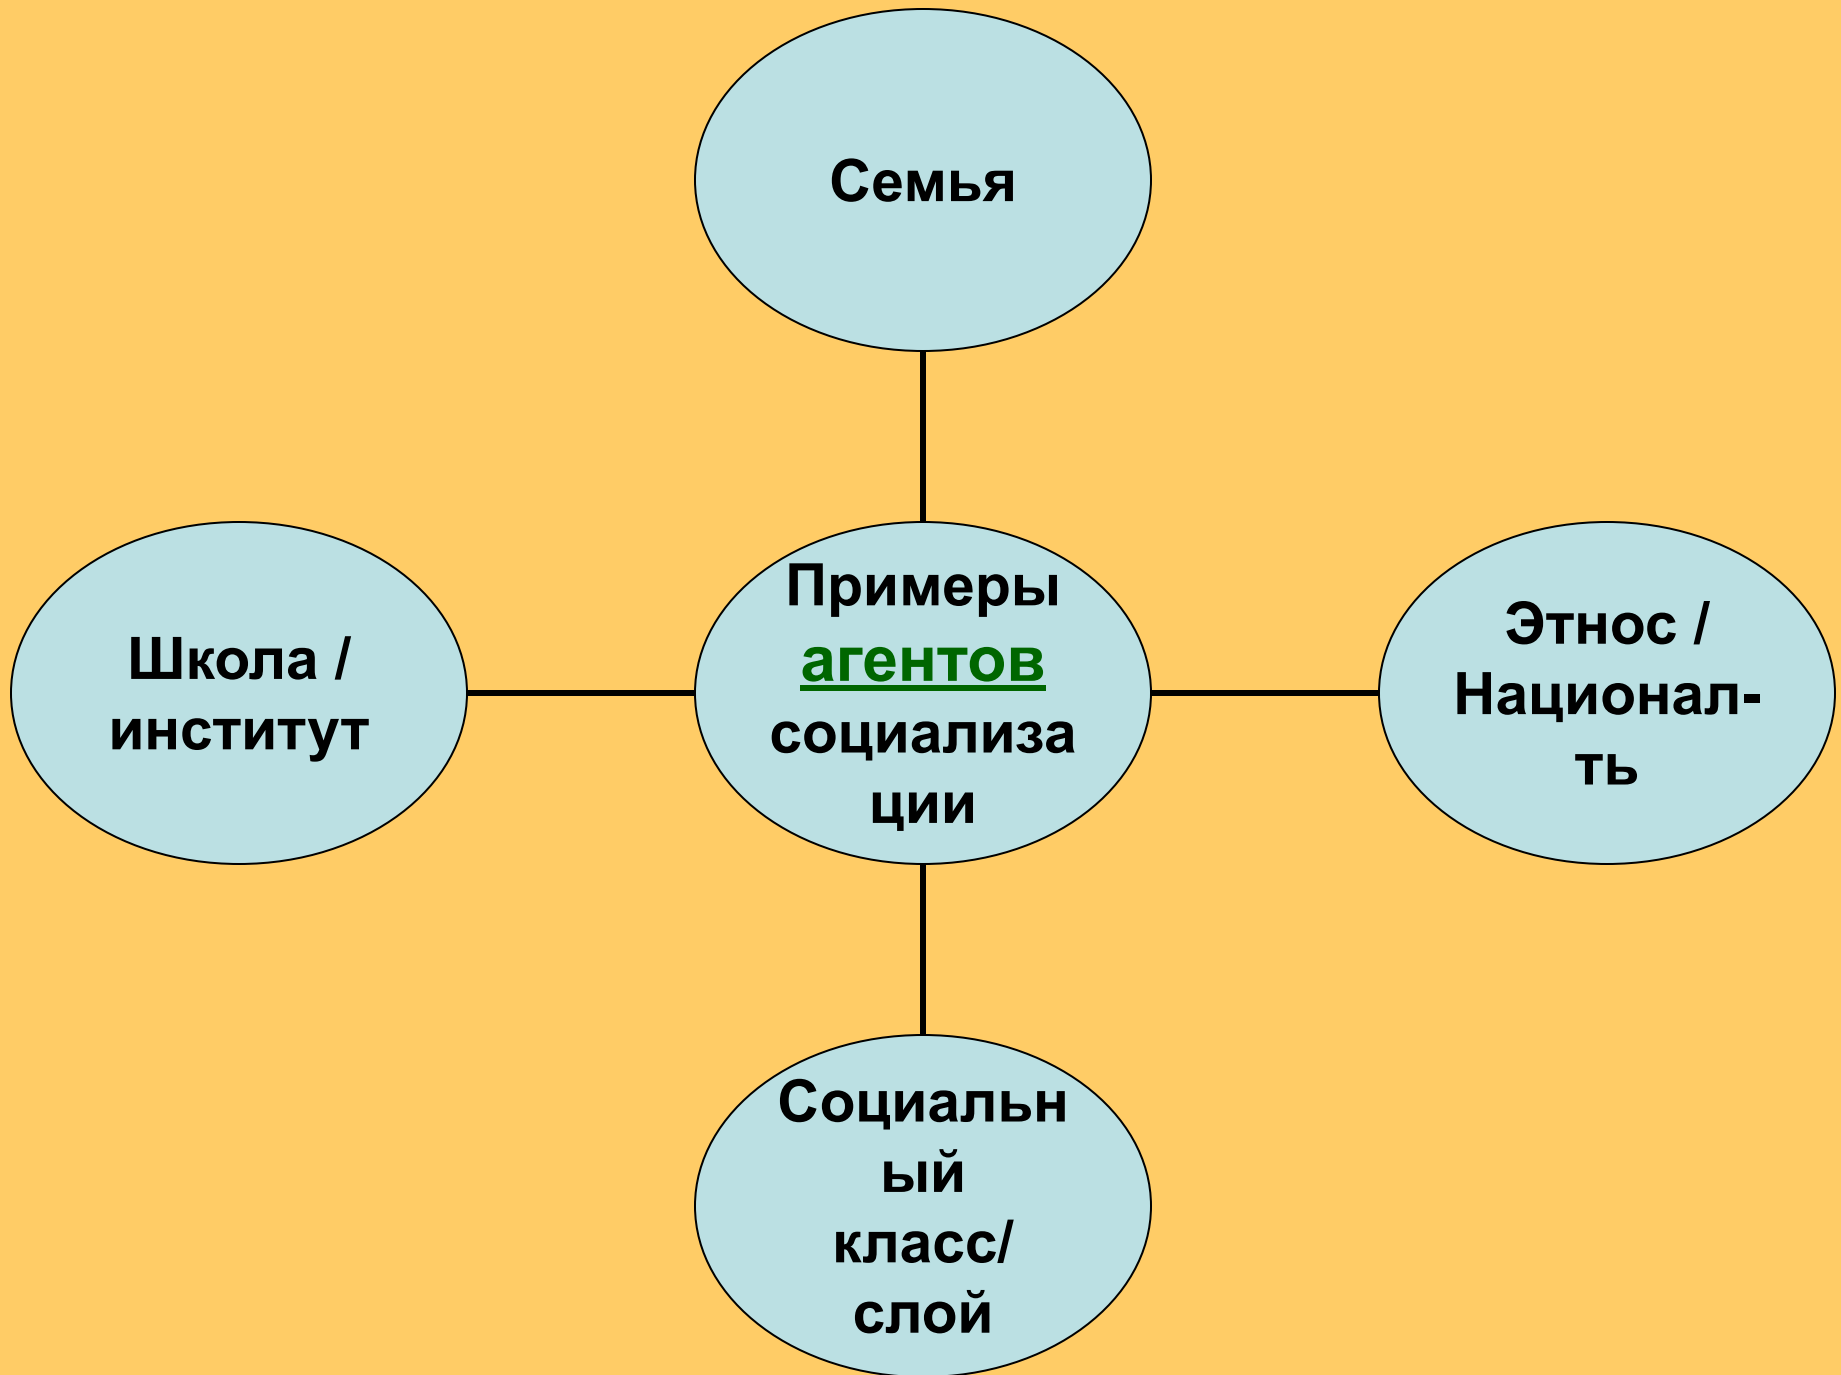 Семья
Школа /
институт
Примеры
агентов
социализа
ции
Этнос /
Национал-
ть
Социальн
ый
класс/
слой